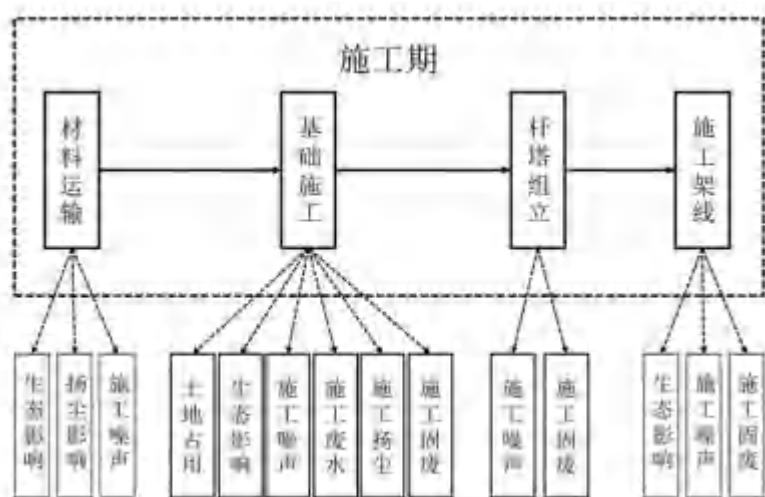 施工期
材料运输
基础施工
杆塔组立
施工架线
生态影响
扬尘影响
施工噪声
土地占用
生态影响
施工噪声
施工废水
施工扬尘
施工固废
施工噪声
施工固废
生态影响
施工噪声
施工固废